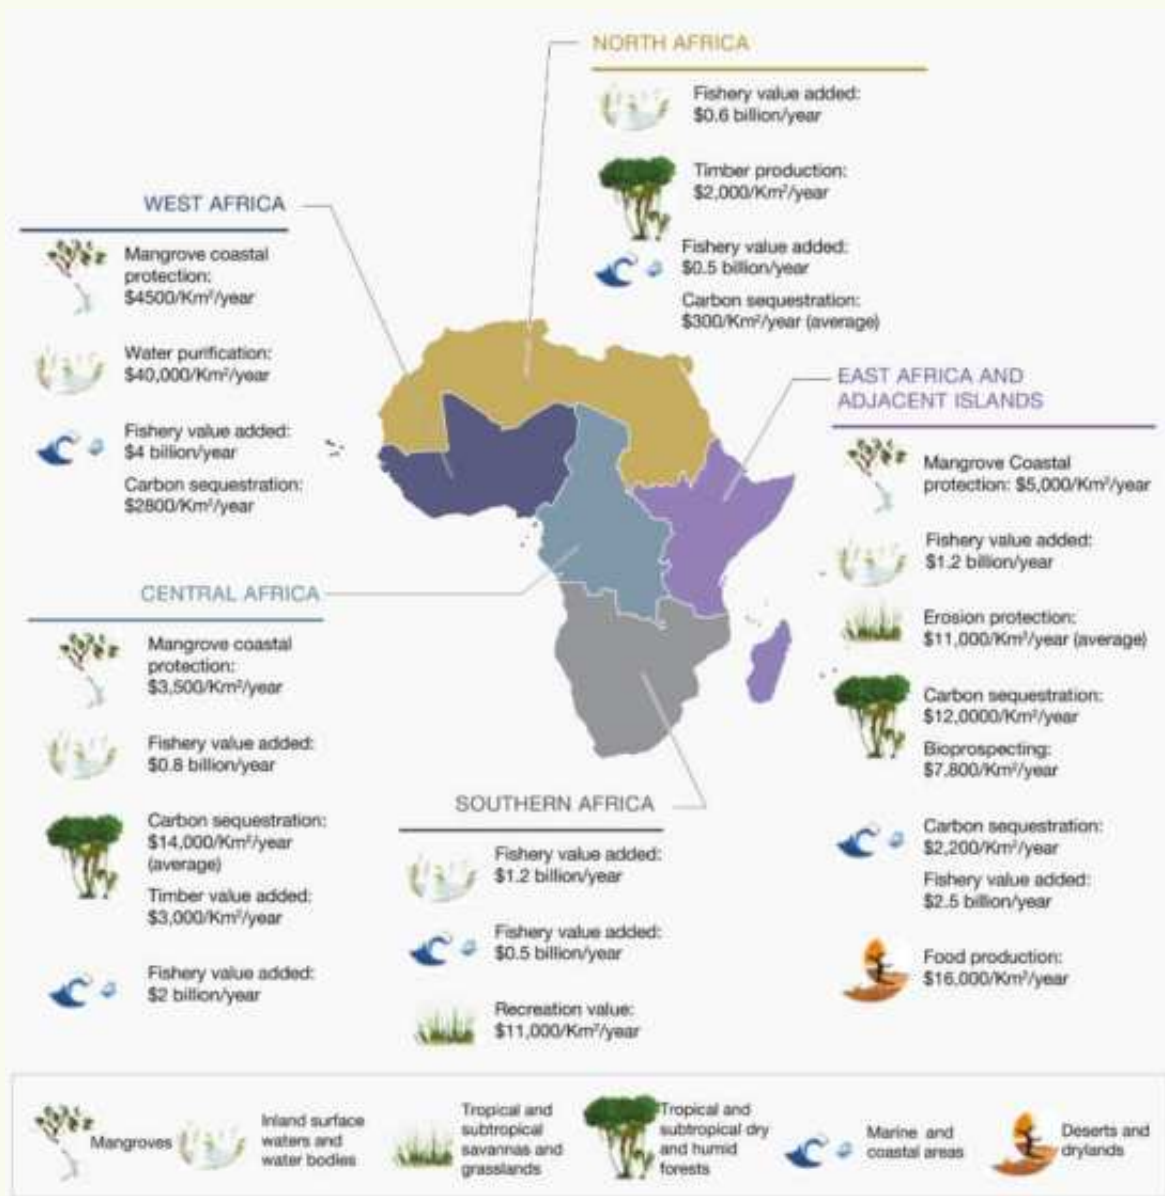 NORTH AFRICA
Fishery value added:
$0.6 billion/year
Timber production:
$2,000/Km²/year
Fishery value added:
$0.5 billion/year
Carbon sequestration:
$300/Km²/year (average)
WEST AFRICA
Mangrove coastal
protection:
$4500/Km²/year
Water purification:
$40,000/Km²/year
Fishery value added:
$4 billion/year
Carbon sequestration:
$2800/Km²/year
EAST AFRICA AND
ADJACENT ISLANDS
Mangrove Coastal
protection: $5,000/Km²/year
Fishery value added:
$1.2 billion/year
Erosion protection:
$11,000/Km²/year (average)
Carbon sequestration:
$12,0000/Km²/year
Bioprospecting:
$7,800/Km²/year
Carbon sequestration:
$2,200/Km²/year
Fishery value added:
$2.5 billion/year
Food production:
$16,000/Km²/year
CENTRAL AFRICA
Mangrove coastal
protection:
$3,500/Km²/year
Fishery value added:
$0.8 billion/year
Carbon sequestration:
$14,000/Km²/year
(average)
Timber value added:
$3,000/Km²/year
Fishery value added:
$2 billion/year
SOUTHERN AFRICA
Fishery value added:
$1.2 billion/year
Fishery value added:
$0.5 billion/year
Recreation value:
$11,000/Km²/year
Mangroves
Inland surface
waters and
water bodies
Tropical and
subtropical
savannas and
grasslands
Tropical and
subtropical dry
and humid
forests
Marine and
coastal areas
Deserts and
drylands